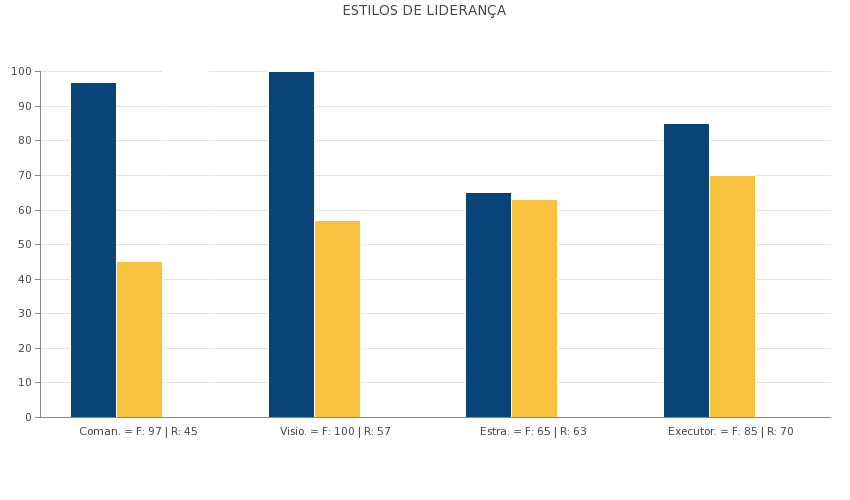 ESTILOS DE LIDERANÇA
100
90
80
70
60
50
40
30
20
10
0
Coman. = F: 97 | R: 45
Visio. = F: 100 | R: 57
Estra. = F: 65 | R: 63
Executor. = F: 85 | R: 70